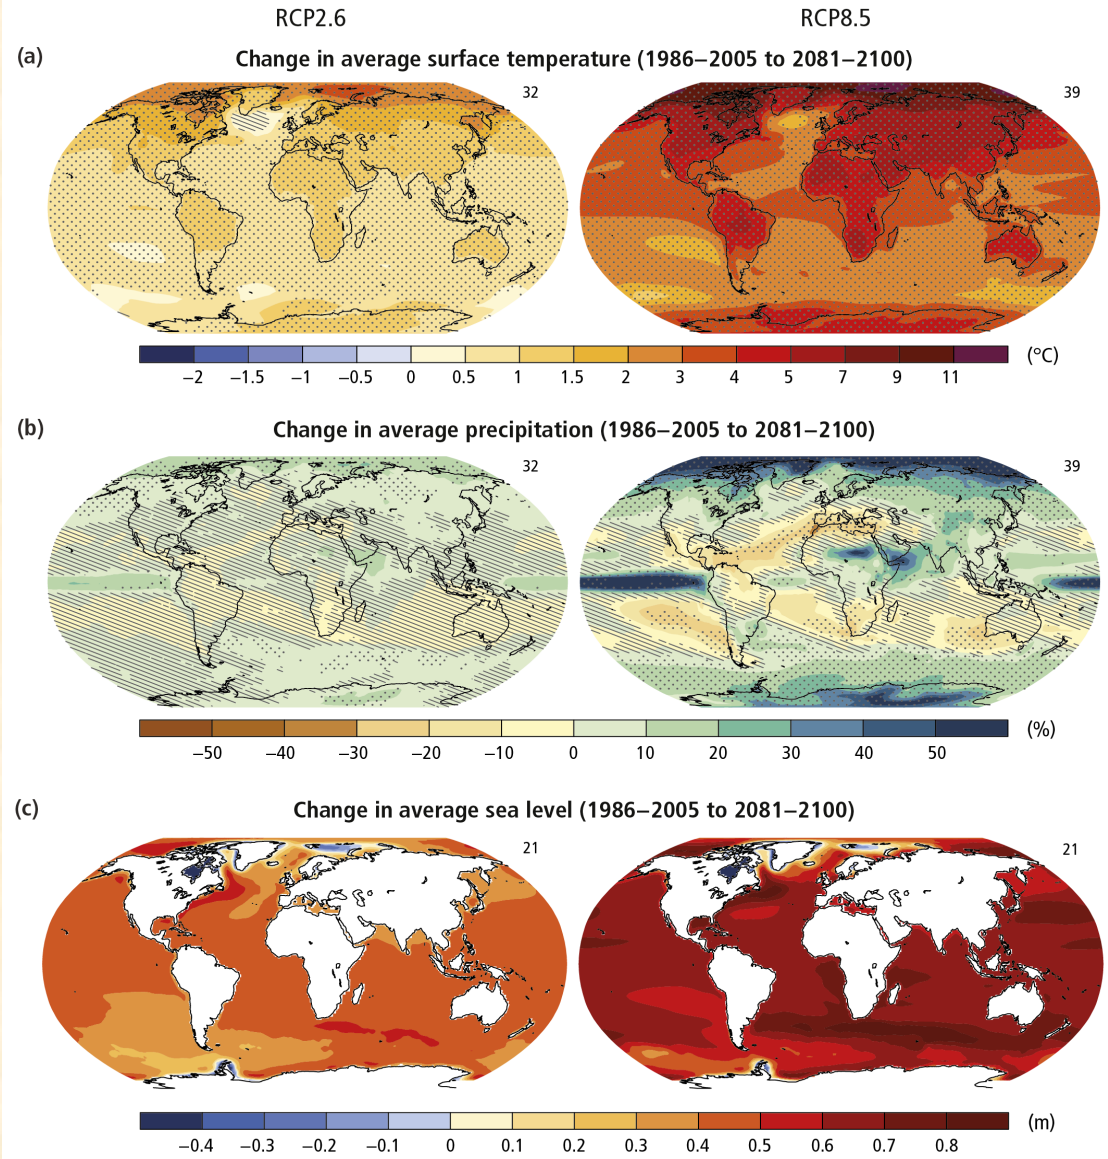 RCP2.6 RCP8.5
(a) Change in average surface temperature (1986–2005 to 2081–2100)
32 39
−2 −1.5 −1 −0.5 0 0.5 1 1.5 2 3 4 5 7 9 11 (°C)
(b) Change in average precipitation (1986–2005 to 2081–2100)
32 39
−50 −40 −30 −20 −10 0 10 20 30 40 50 (%)
(c) Change in average sea level (1986–2005 to 2081–2100)
21 21
−0.4 −0.3 −0.2 −0.1 0 0.1 0.2 0.3 0.4 0.5 0.6 0.7 0.8 (m)